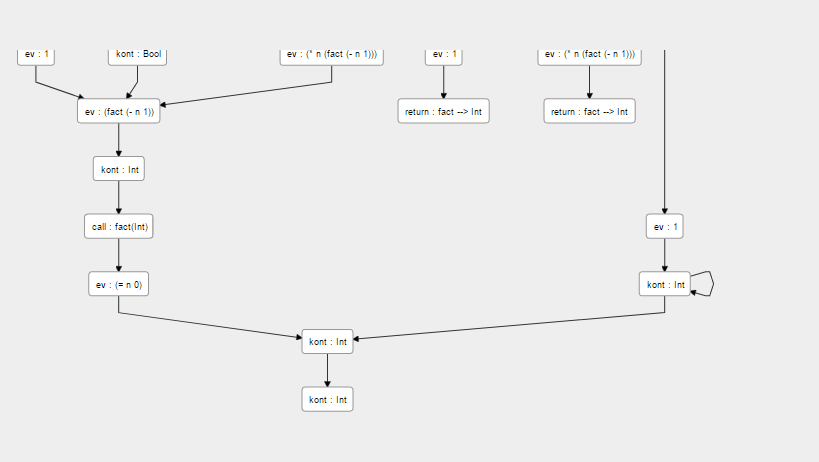 ev : 1
kont : Bool
ev : (* n (fact (- n 1)))
ev : 1
ev : (* n (fact (- n 1)))
ev : (fact (- n 1))
return : fact --> Int
return : fact --> Int
kont : Int
call : fact(Int)
ev : 1
ev : (= n 0)
kont : Int
kont : Int
kont : Int